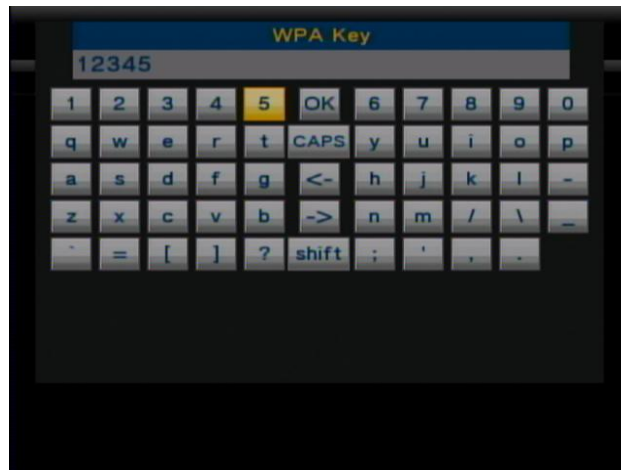 WPA Key
12345
1 2 3 4 5 OK 6 7 8 9 0
q w e r t CAPS y u i o p
a s d f g <- h j k l -
z x c v b -> n m / \ _
` = [ ] ? shift ; ' , .